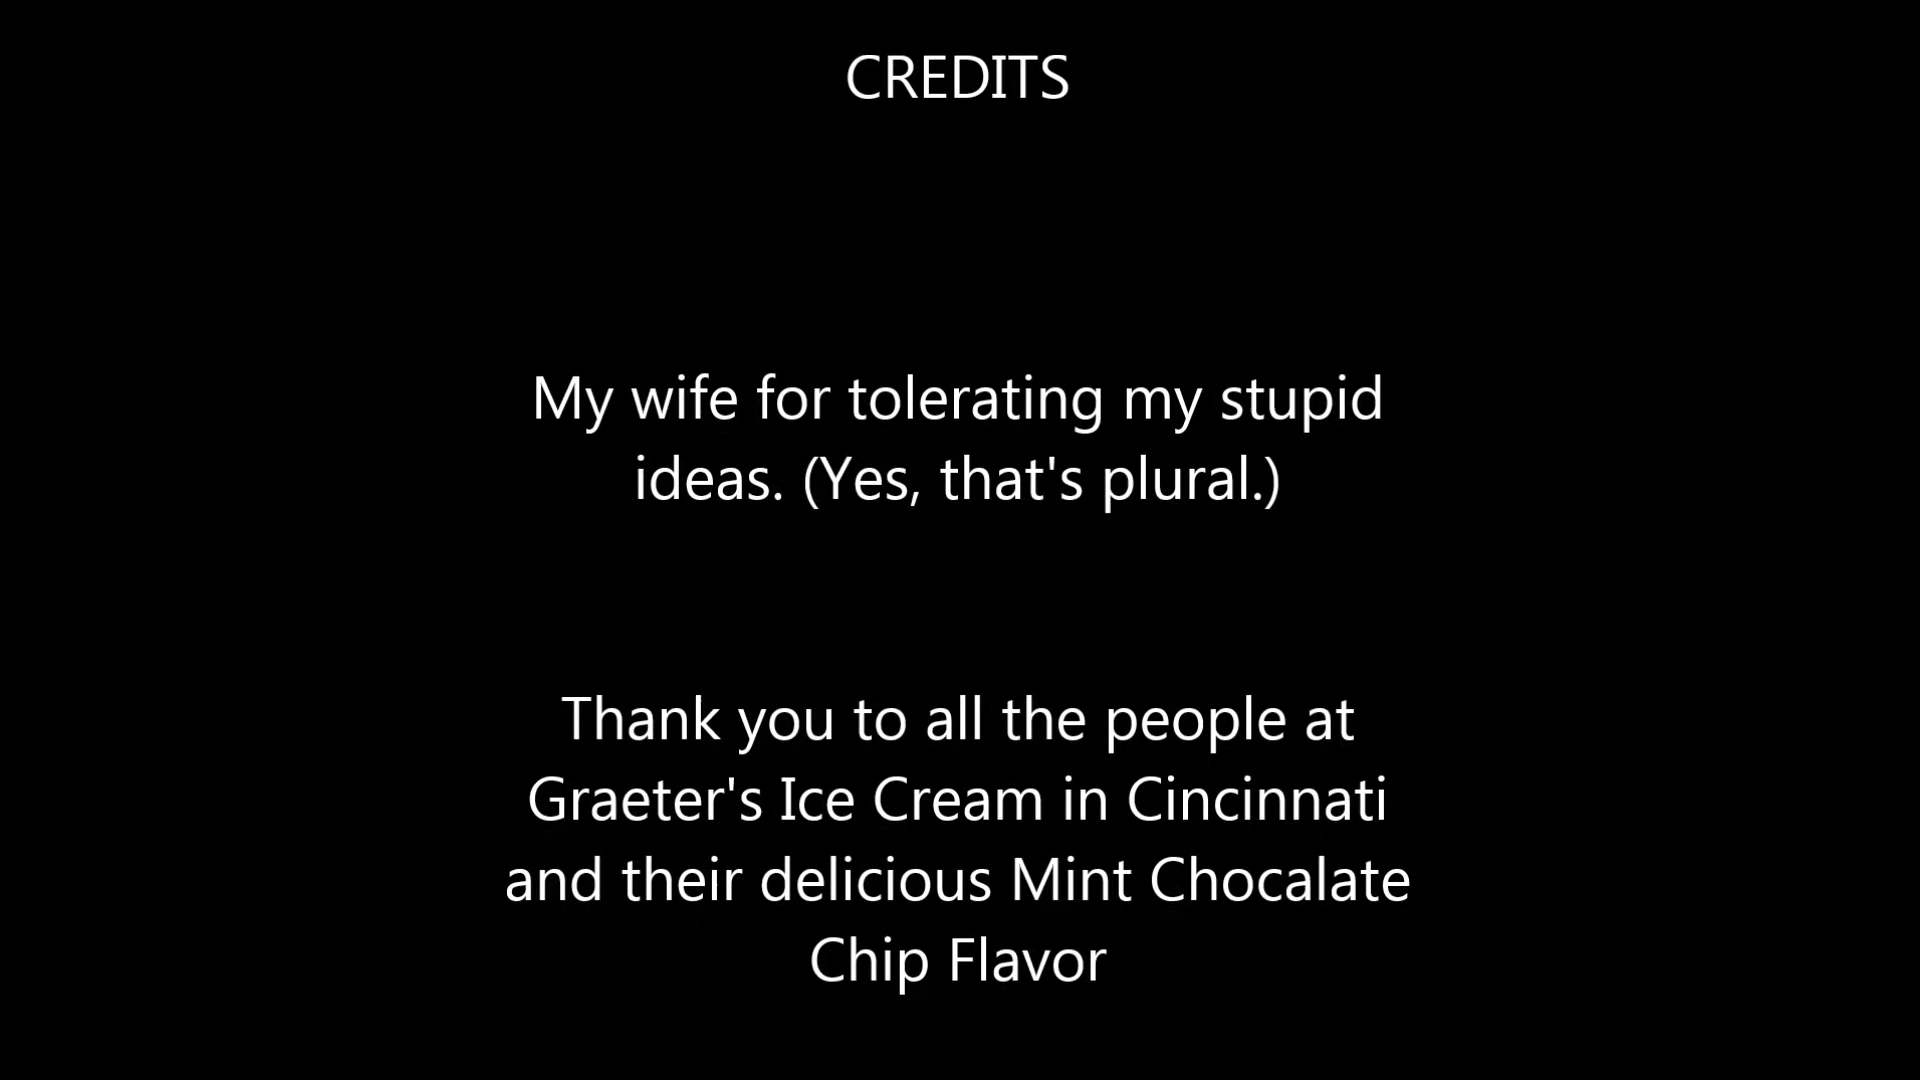 CREDITS
My wife for tolerating my stupid
ideas. (Yes, that's plural.)
Thank you to all the people at
Graeter's Ice Cream in Cincinnati
and their delicious Mint Chocalate
Chip Flavor